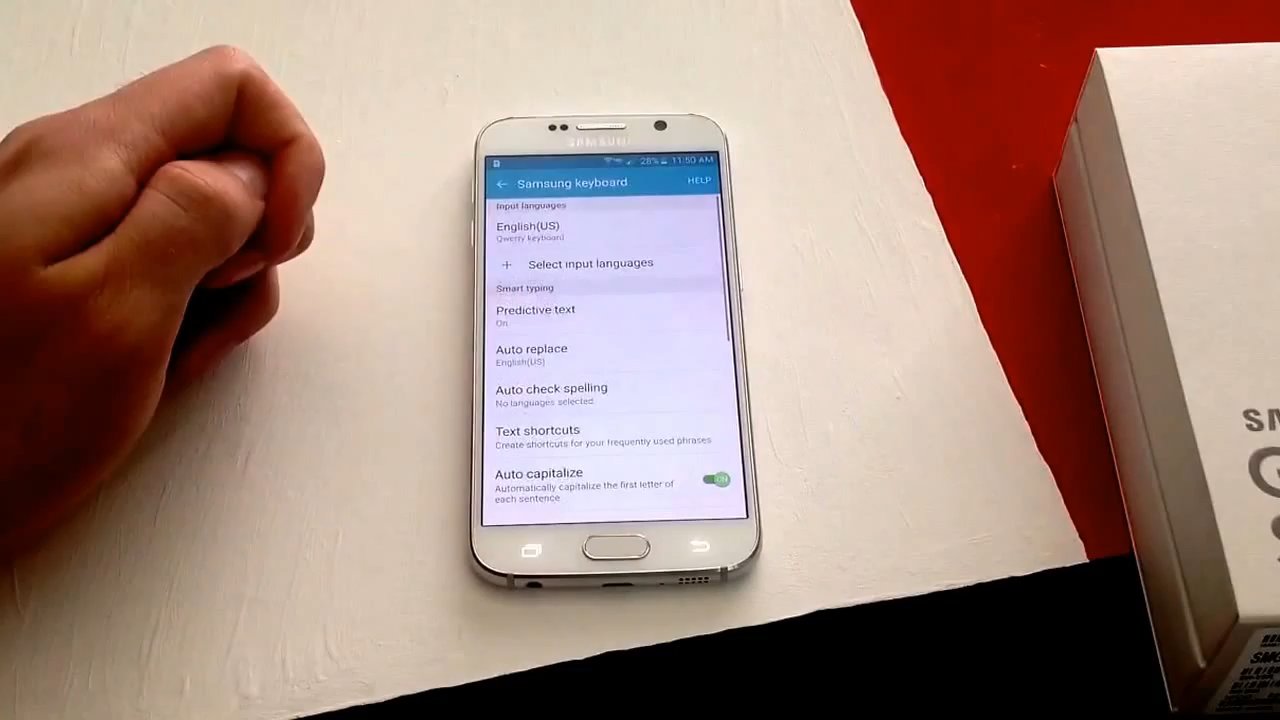 SAMSUNG
28% 11:50 AM
Samsung keyboard
HELP
Input languages
English(US)
Qwerty keyboard
+ Select input languages
Smart typing
Predictive text
On
Auto replace
English(US)
Auto check spelling
No languages selected.
Text shortcuts
Create shortcuts for your frequently used phrases
Auto capitalize
ON
Automatically capitalize the first letter of
each sentence